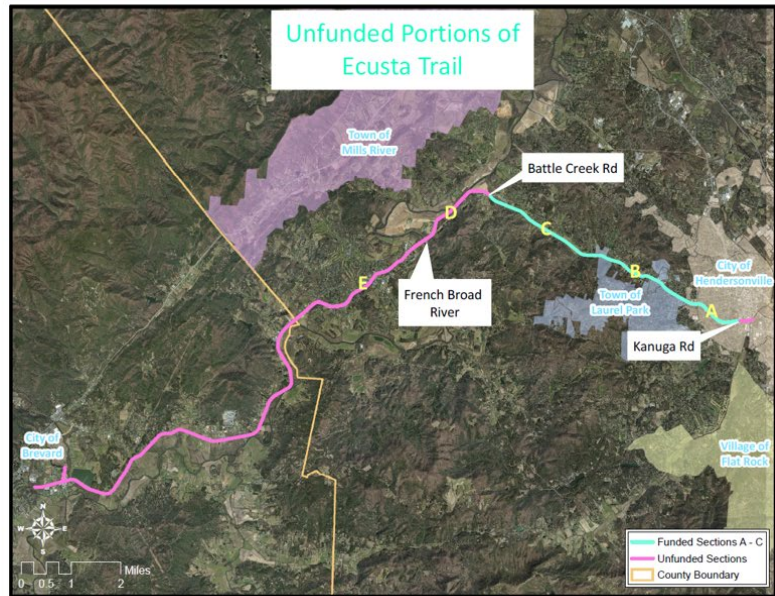 Unfunded Portions of
Ecusta Trail
Town of
Mills River
Battle Creek Rd
D
C
E
B
French Broad
River
City of
Hendersonville
Town of
Laurel Park
A
Kanuga Rd
City of
Brevard
Village of
Flat Rock
N
W E
S
0 0.5 1 2
Miles
Funded Sections A - C
Unfunded Sections
County Boundary